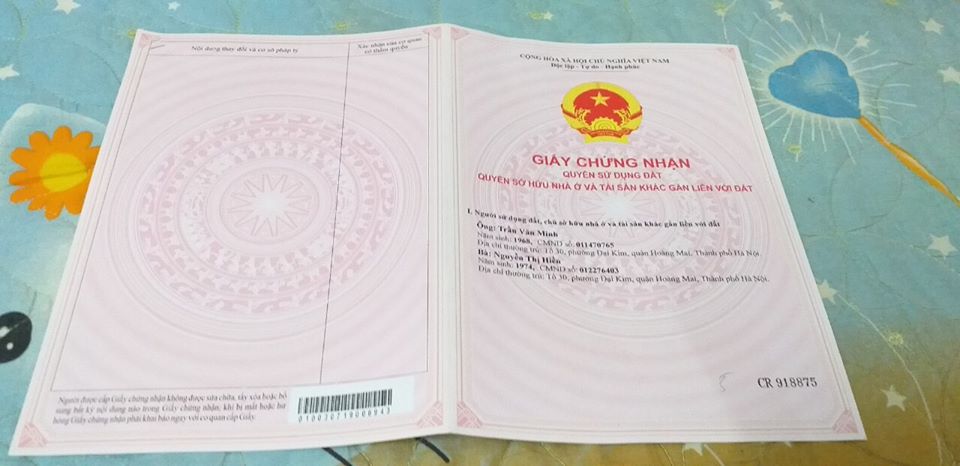 Nội dung thay đổi và cơ sở pháp lý
Xác nhận của cơ quan
có thẩm quyền
Người được cấp Giấy chứng nhận không được sửa chữa, tẩy xóa hoặc bổ
sung bất kỳ nội dung nào trong Giấy chứng nhận; khi bị mất hoặc hư
hỏng Giấy chứng nhận phải khai báo ngay với cơ quan cấp Giấy.
010030719000843
CỘNG HÒA XÃ HỘI CHỦ NGHĨA VIỆT NAM
Độc lập - Tự do - Hạnh phúc
GIẤY CHỨNG NHẬN
QUYỀN SỬ DỤNG ĐẤT
QUYỀN SỞ HỮU NHÀ Ở VÀ TÀI SẢN KHÁC GẮN LIỀN VỚI ĐẤT
I. Người sử dụng đất, chủ sở hữu nhà ở và tài sản khác gắn liền với đất
Ông: Trần Văn Minh
Năm sinh: 1968, CMND số: 011470765
Địa chỉ thường trú: Tổ 30, phường Đại Kim, quận Hoàng Mai, Thành phố Hà Nội
Bà: Nguyễn Thị Hiền
Năm sinh: 1974, CMND số: 012276403
Địa chỉ thường trú: Tổ 30, phường Đại Kim, quận Hoàng Mai, Thành phố Hà Nội.
CR 918875